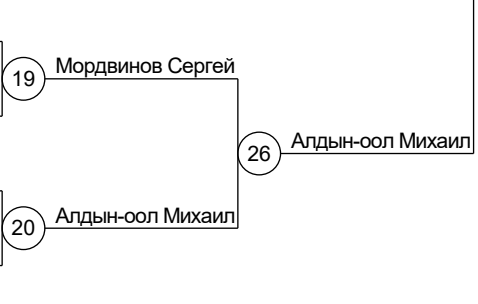 19 Мордвинов Сергей
26 Алдын-оол Михаил
20 Алдын-оол Михаил